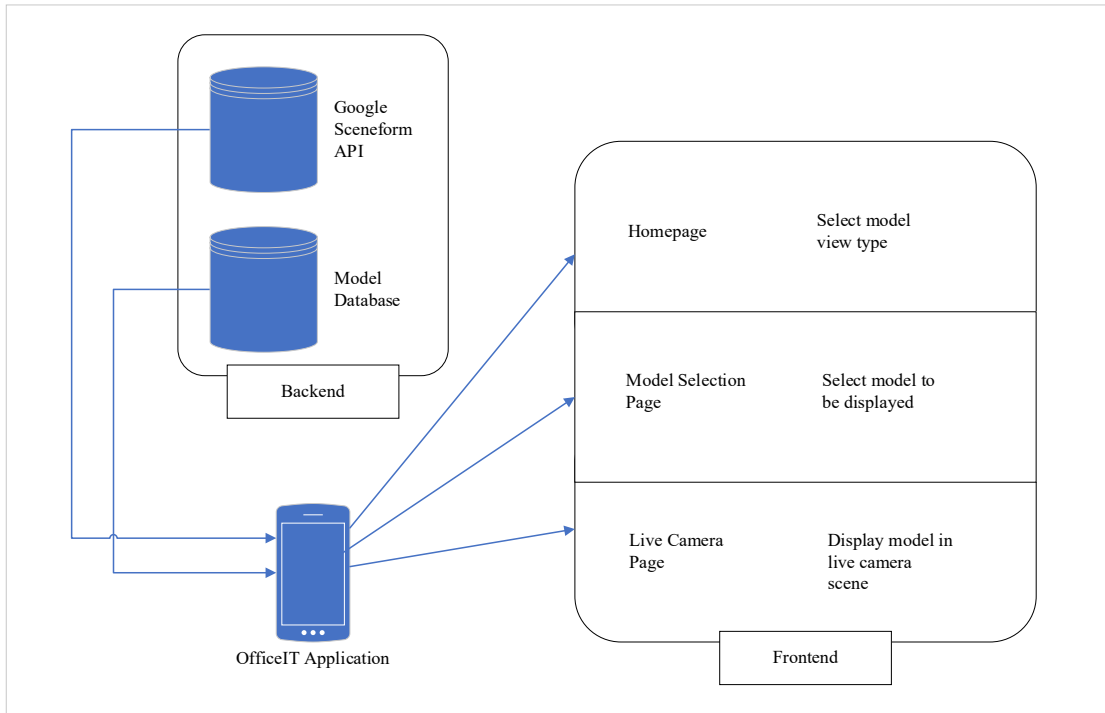 Google
Sceneform
API
Model
Database
Backend
OfficeIT Application
Homepage
Select model
view type
Model Selection
Page
Select model to
be displayed
Live Camera
Page
Display model in
live camera
scene
Frontend